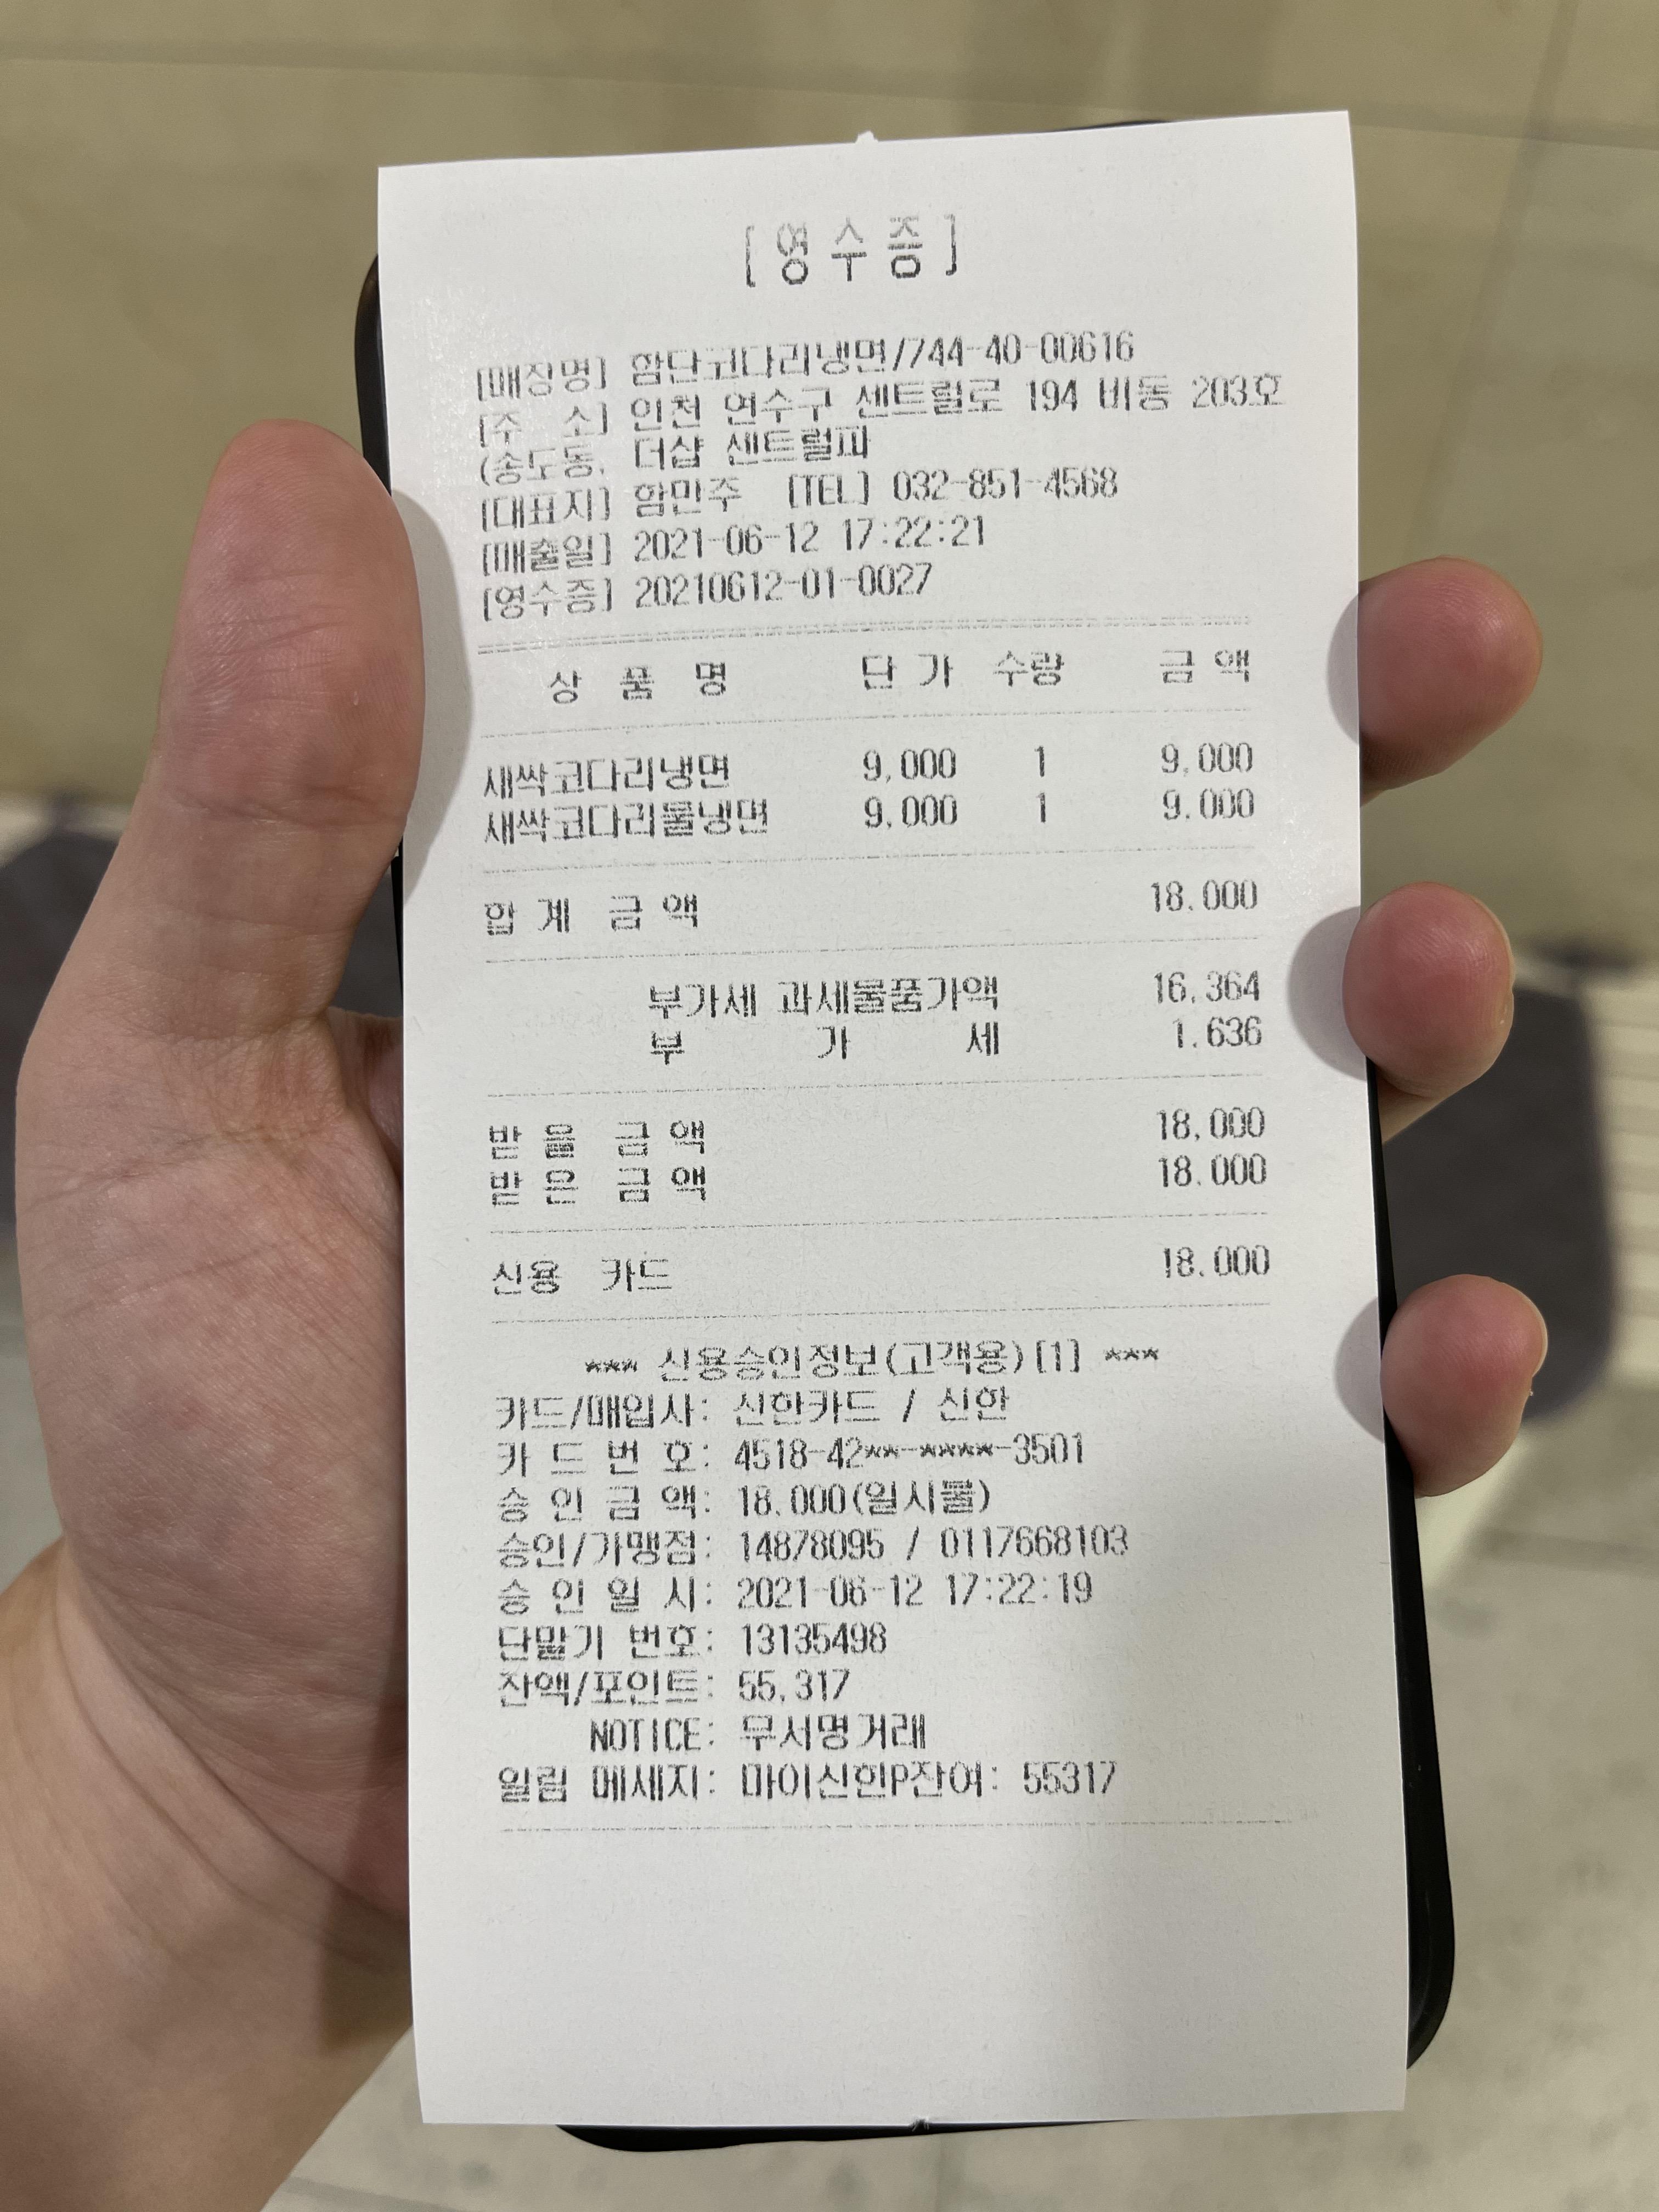 [영수증]
[매장명] 함단코다리냉면/744-40-00616
[주 소] 인천 연수구 센트럴로 194 비동 203호
(송도동, 더샵 센트럴피
[대표자] 함민주 [TEL] 032-851-4568
[매출일] 2021-06-12 17:22:21
[영수증] 20210612-01-0027
상 품 명 단 가 수량 금 액
새싹코다리냉면 9,000 1 9,000
새싹코다리물냉면 9,000 1 9,000
합 계 금 액 18,000
부가세 과세물품가액 16,364
부 가 세 1,636
받 을 금 액 18,000
받 은 금 액 18,000
신용 카드 18,000
*** 신용승인정보(고객용)[1] ***
카드/매입사: 신한카드 / 신한
카 드 번 호: 4518-42**-****-3501
승 인 금 액: 18,000(일시불)
승인/가맹점: 14878095 / 0117668103
승 인 일 시: 2021-06-12 17:22:19
단말기 번호: 13135498
잔액/포인트: 55,317
NOTICE: 무서명거래
알림 메세지: 마이신한P잔여: 55317